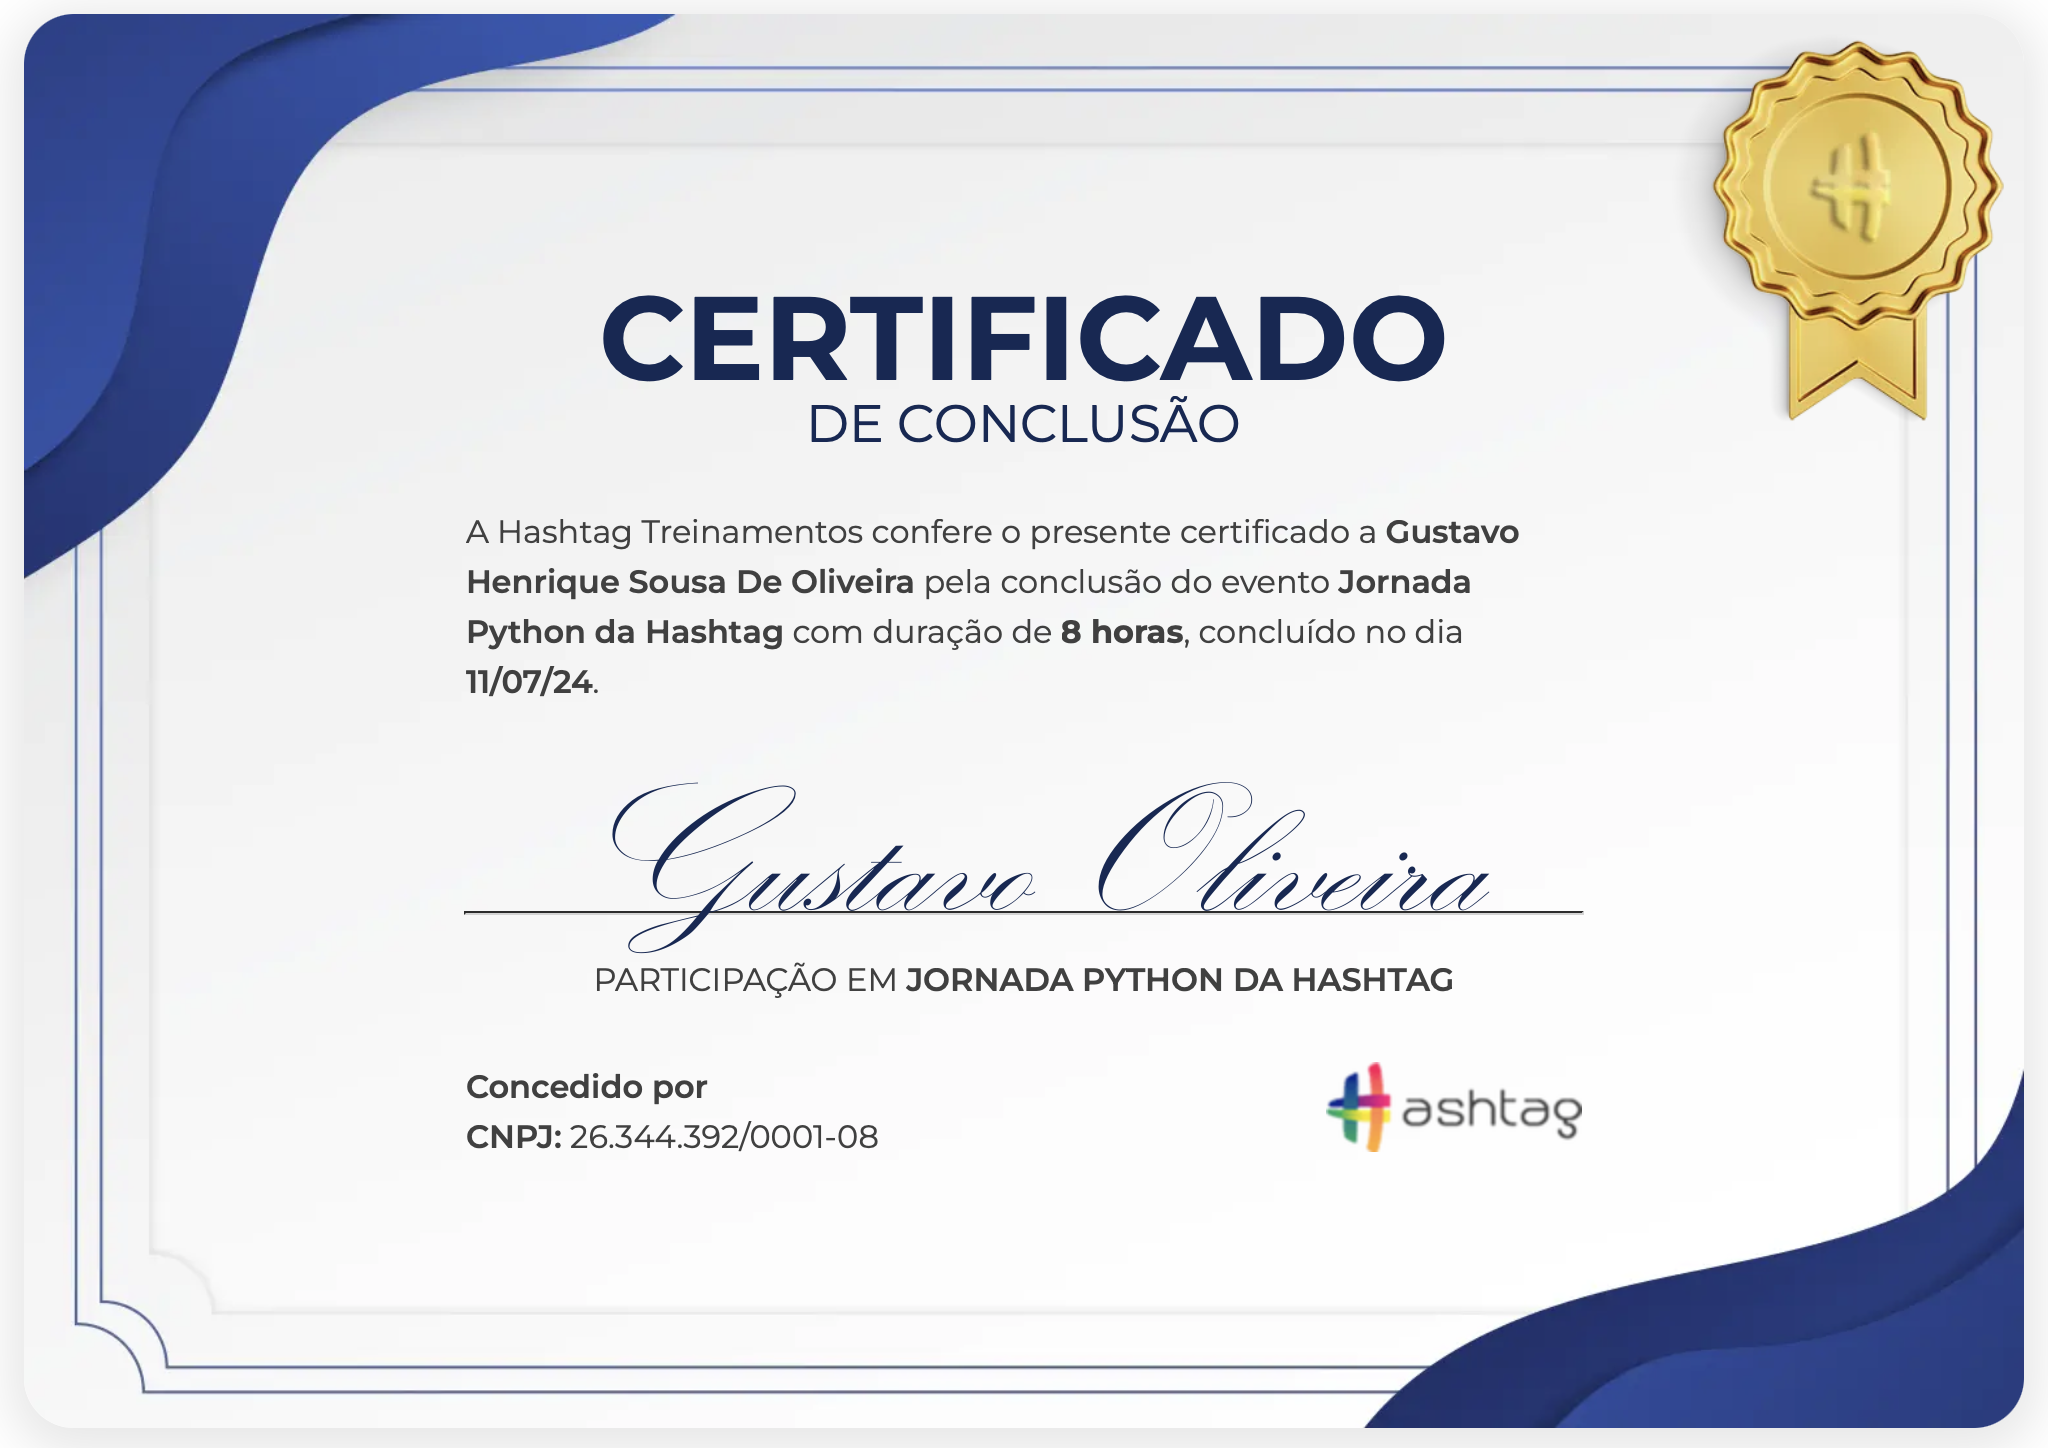 CERTIFICADO
DE CONCLUSÃO
A Hashtag Treinamentos confere o presente certificado a Gustavo
Henrique Sousa De Oliveira pela conclusão do evento Jornada
Python da Hashtag com duração de 8 horas, concluído no dia
11/07/24.
Gustavo Oliveira
PARTICIPAÇÃO EM JORNADA PYTHON DA HASHTAG
Concedido por
CNPJ: 26.344.392/0001-08
Hashtag